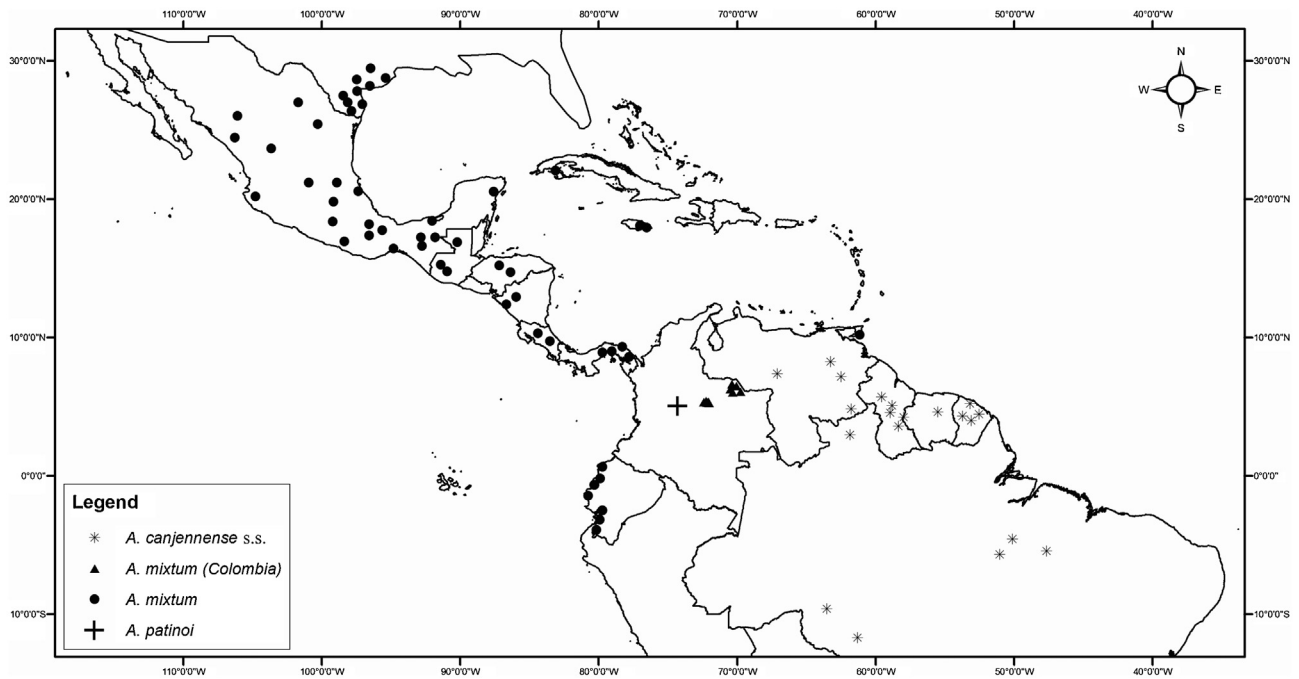 110°0'0"W 100°0'0"W 90°0'0"W 80°0'0"W 70°0'0"W 60°0'0"W 50°0'0"W 40°0'0"W
N
W E
S
30°0'0"N 30°0'0"N
20°0'0"N 20°0'0"N
10°0'0"N 10°0'0"N
0°0'0" 0°0'0"
10°0'0"S 10°0'0"S
Legend
A. canjennense s.s.
A. mixtum (Colombia)
A. mixtum
A. patinoi
110°0'0"W 100°0'0"W 90°0'0"W 80°0'0"W 70°0'0"W 60°0'0"W 50°0'0"W 40°0'0"W